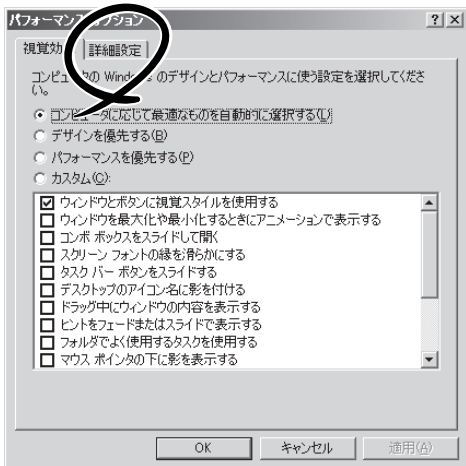 パフォーマンス オプション
視覚効
詳細設定
コンピュータの Windows のデザインとパフォーマンスに使う設定を選択してくださ
い。
コンピュータに応じて最適なものを自動的に選択する(L)
デザインを優先する(B)
パフォーマンスを優先する(P)
カスタム(C):
ウィンドウとボタンに視覚スタイルを使用する
ウィンドウを最大化や最小化するときにアニメーションで表示する
コンボ ボックスをスライドして開く
スクリーン フォントの縁を滑らかにする
タスク バー ボタンをスライドする
デスクトップのアイコン名に影を付ける
ドラッグ中にウィンドウの内容を表示する
ヒントをフェードまたはスライドで表示する
フォルダでよく使用するタスクを使用する
マウス ポインタの下に影を表示する
OK キャンセル 適用(A)